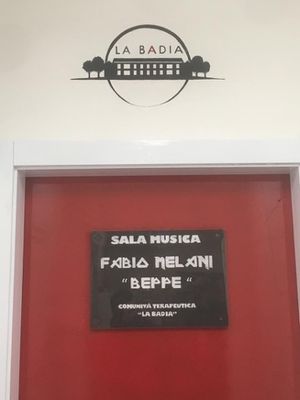 LA BADIA
SALA MUSICA
FABIO MELANI
"BEPPE"
COMUNITÀ TERAPEUTICA
"LA BADIA"